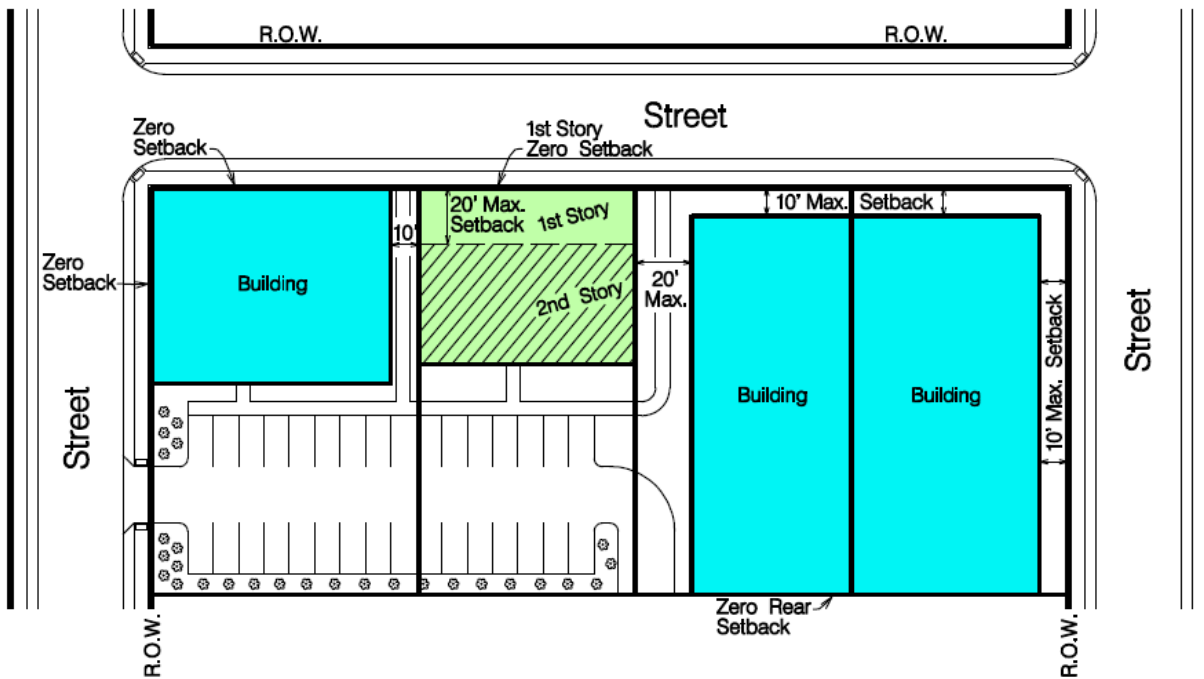 R.O.W.
R.O.W.
Street
Zero
Setback
1st Story
Zero Setback
20' Max.
Setback
1st Story
10'
10' Max. Setback
Zero
Setback
Building
2nd Story
20'
Max.
10' Max. Setback
Street
Street
Building
Building
Zero Rear
Setback
R.O.W.
R.O.W.